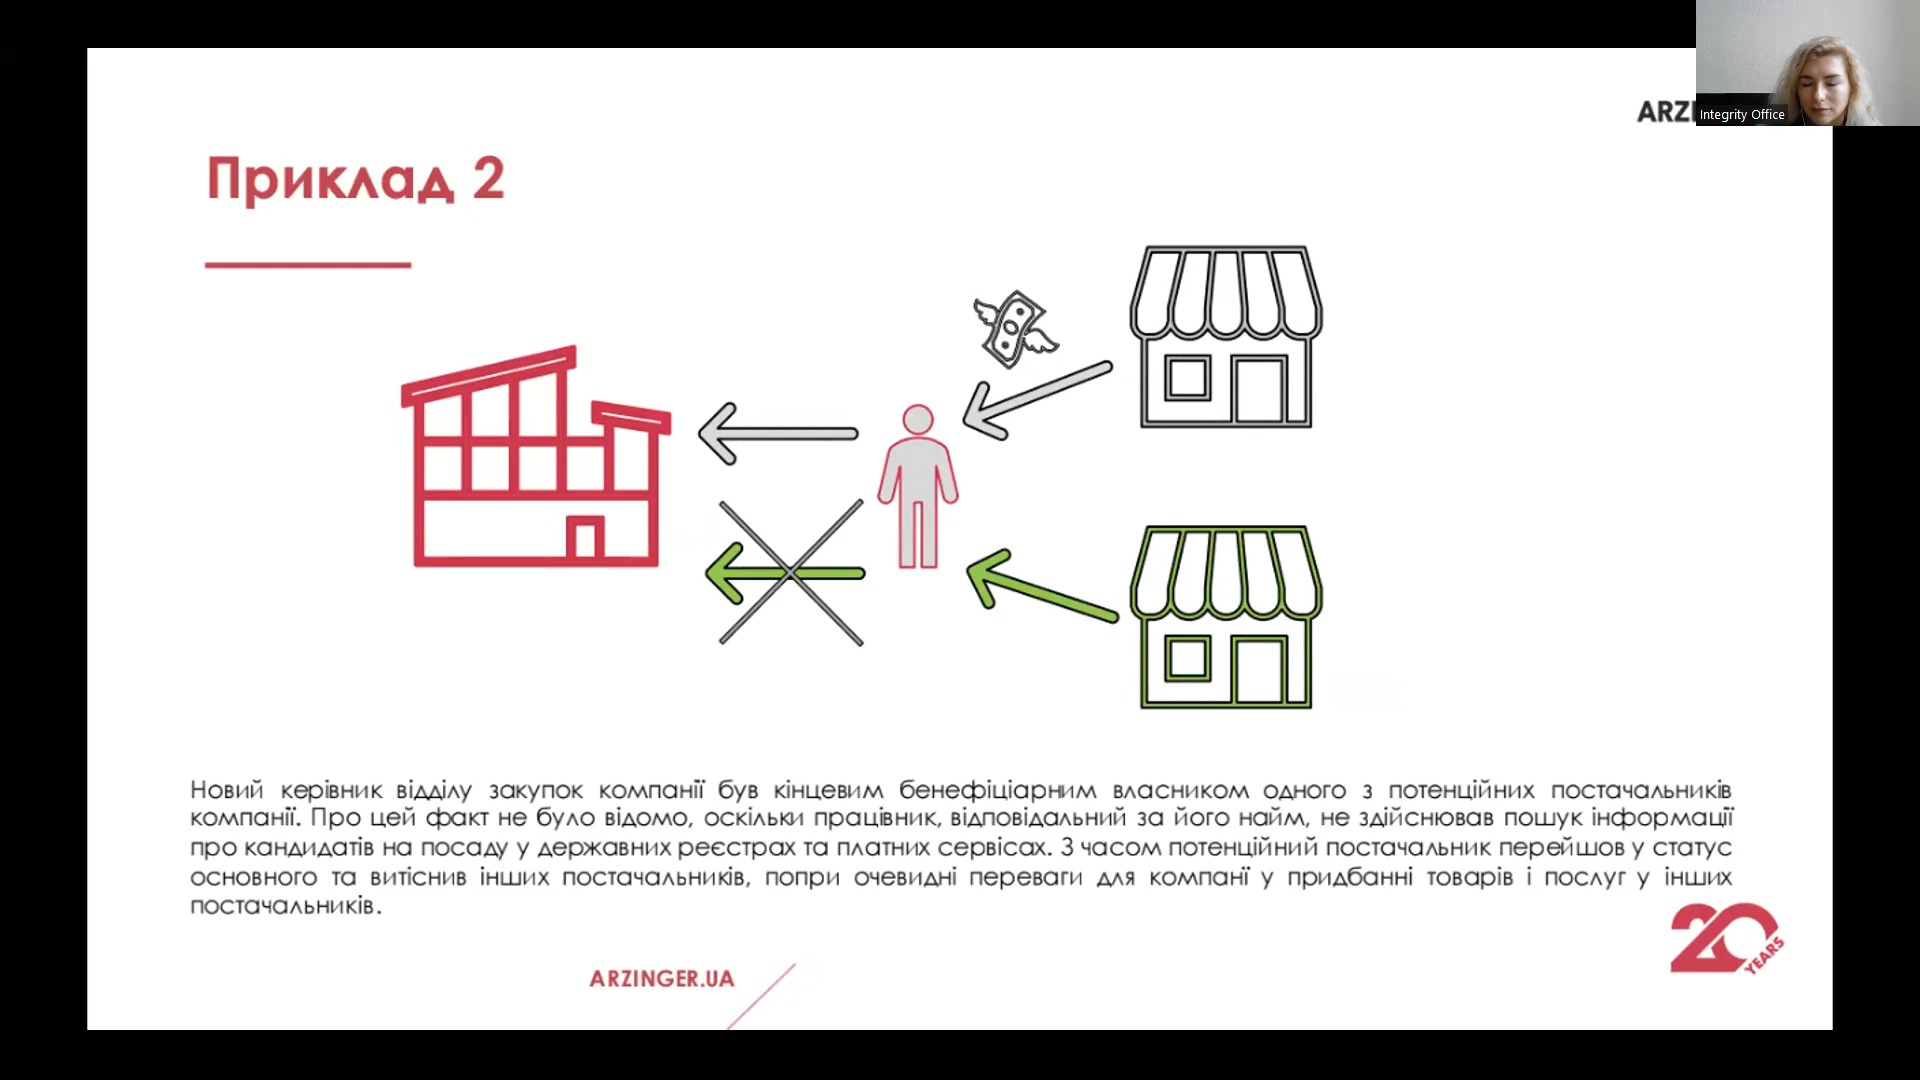 ARZI
Integrity Office
Приклад 2
Новий керівник відділу закупок компанії був кінцевим бенефіціарним власником одного з потенційних постачальників
компанії. Про цей факт не було відомо, оскільки працівник, відповідальний за його найм, не здійснював пошук інформації
про кандидатів на посаду у державних реєстрах та платних сервісах. З часом потенційний постачальник перейшов у статус
основного та витіснив інших постачальників, попри очевидні переваги для компанії у придбанні товарів і послуг у інших
постачальників.
20 YEARS
ARZINGER.UA